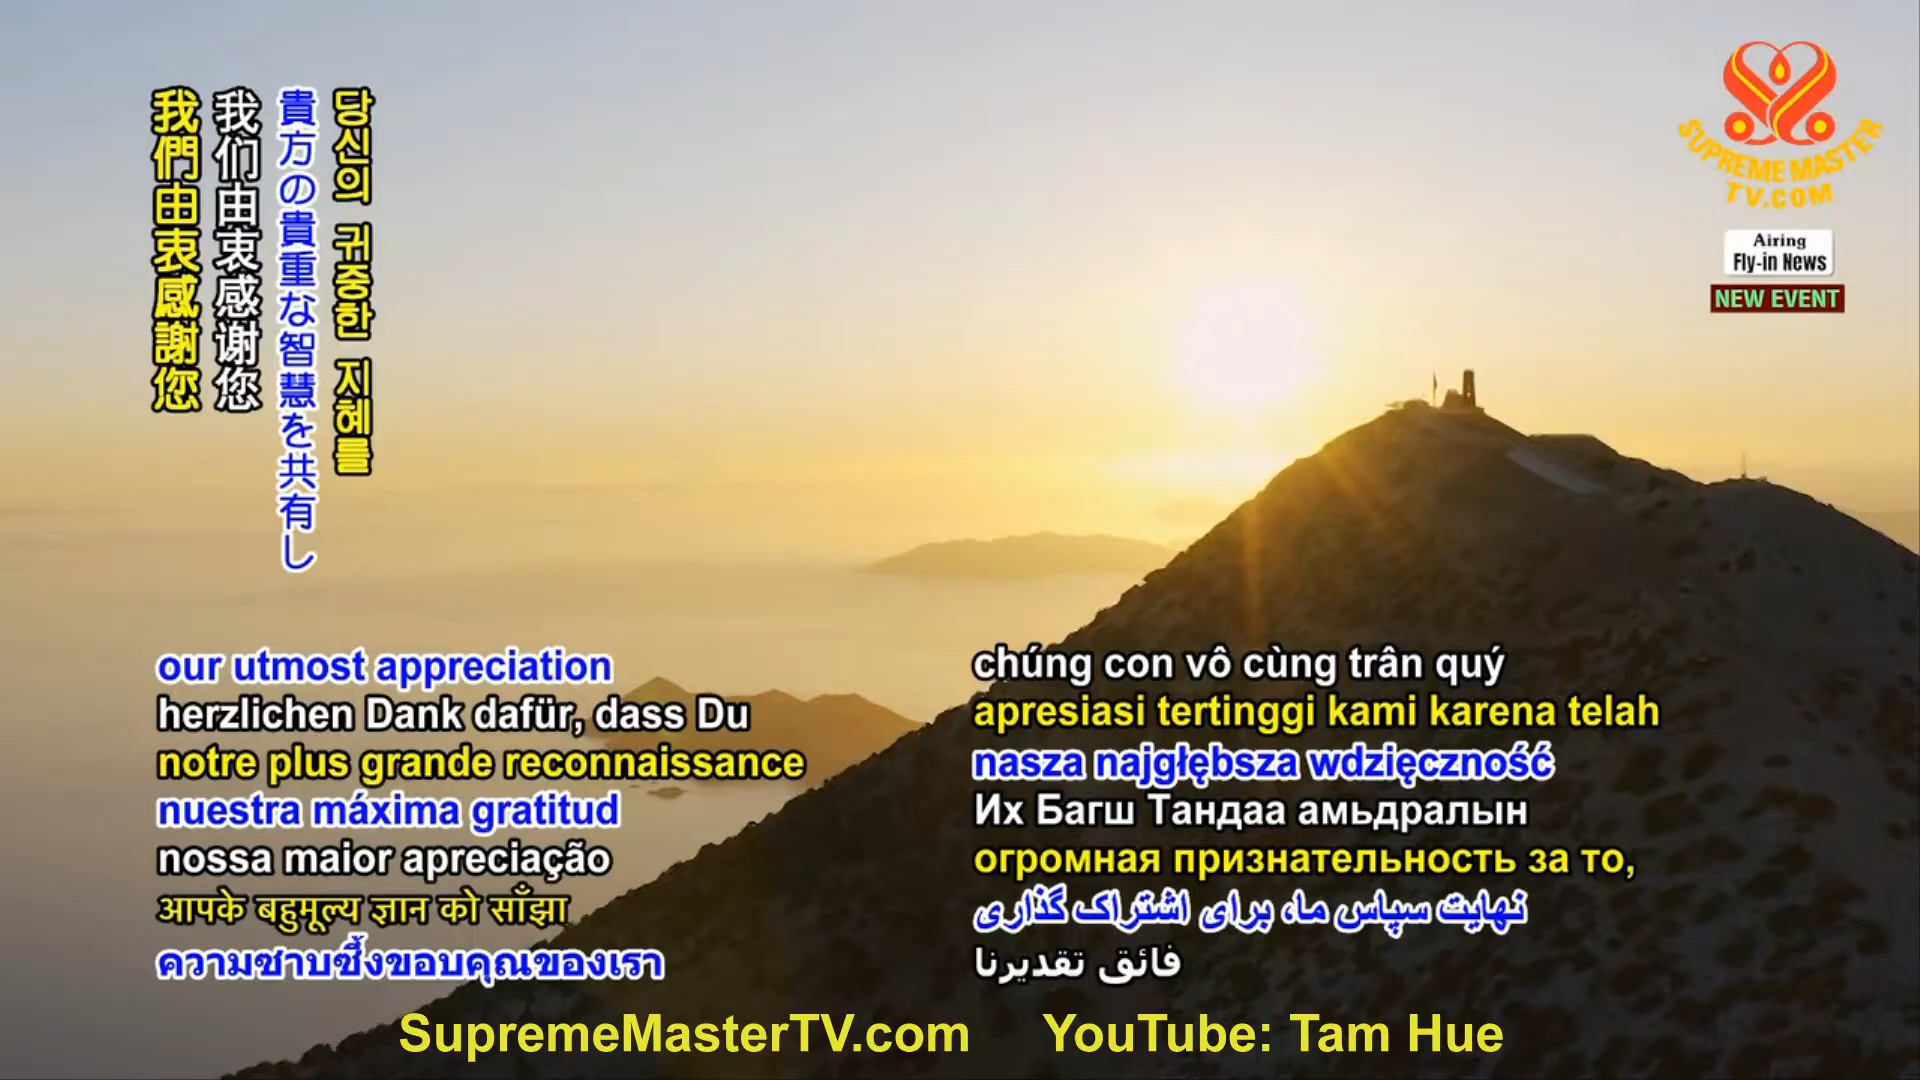 我們由衷感謝您
我们由衷感谢您
貴方の貴重な智慧を共有し
당신의 귀중한 지혜를
SUPREME MASTER
TV.COM
Airing
Fly-in News
NEW EVENT
our utmost appreciation
herzlichen Dank dafür, dass Du
notre plus grande reconnaissance
nuestra máxima gratitud
nossa maior apreciação
आपके बहुमूल्य ज्ञान को साँझा
ความซาบซึ้งขอบคุณของเรา
chúng con vô cùng trân quý
apresiasi tertinggi kami karena telah
nasza najgłębsza wdzięczność
Их Багш Тандаа амьдралын
огромная признательность за то,
نهایت سپاس ما، برای اشتراک گذاری
فائق تقديرنا
SupremeMasterTV.com YouTube: Tam Hue